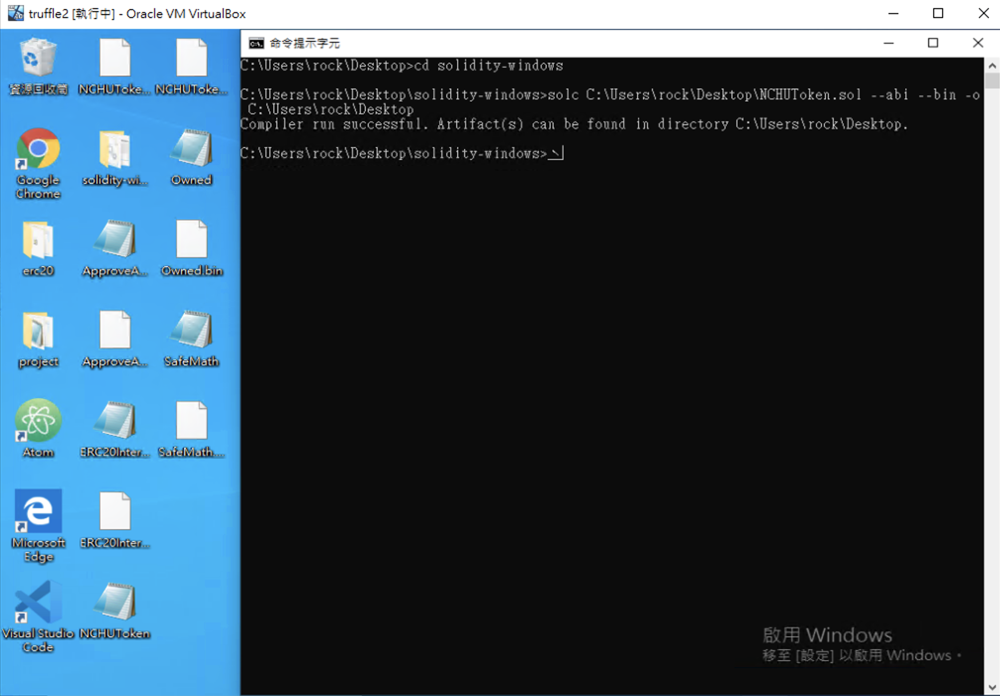 truffle2 [執行中] - Oracle VM VirtualBox
資源回收筒
NCHUToke...
NCHUToke...
Google
Chrome
solidity-wi...
Owned
erc20
ApproveA...
Owned.bin
project
ApproveA...
SafeMath
Atom
ERC20Inter...
SafeMath....
Microsoft
Edge
ERC20Inter...
Visual Studio
Code
NCHUToken
命令提示字元
C:\Users\rock\Desktop>cd solidity-windows
C:\Users\rock\Desktop\solidity-windows>solc C:\Users\rock\Desktop\NCHUToken.sol --abi --bin -o
C:\Users\rock\Desktop
Compiler run successful. Artifact(s) can be found in directory C:\Users\rock\Desktop.
C:\Users\rock\Desktop\solidity-windows>ˋ
啟用 Windows
移至 [設定] 以啟用 Windows。